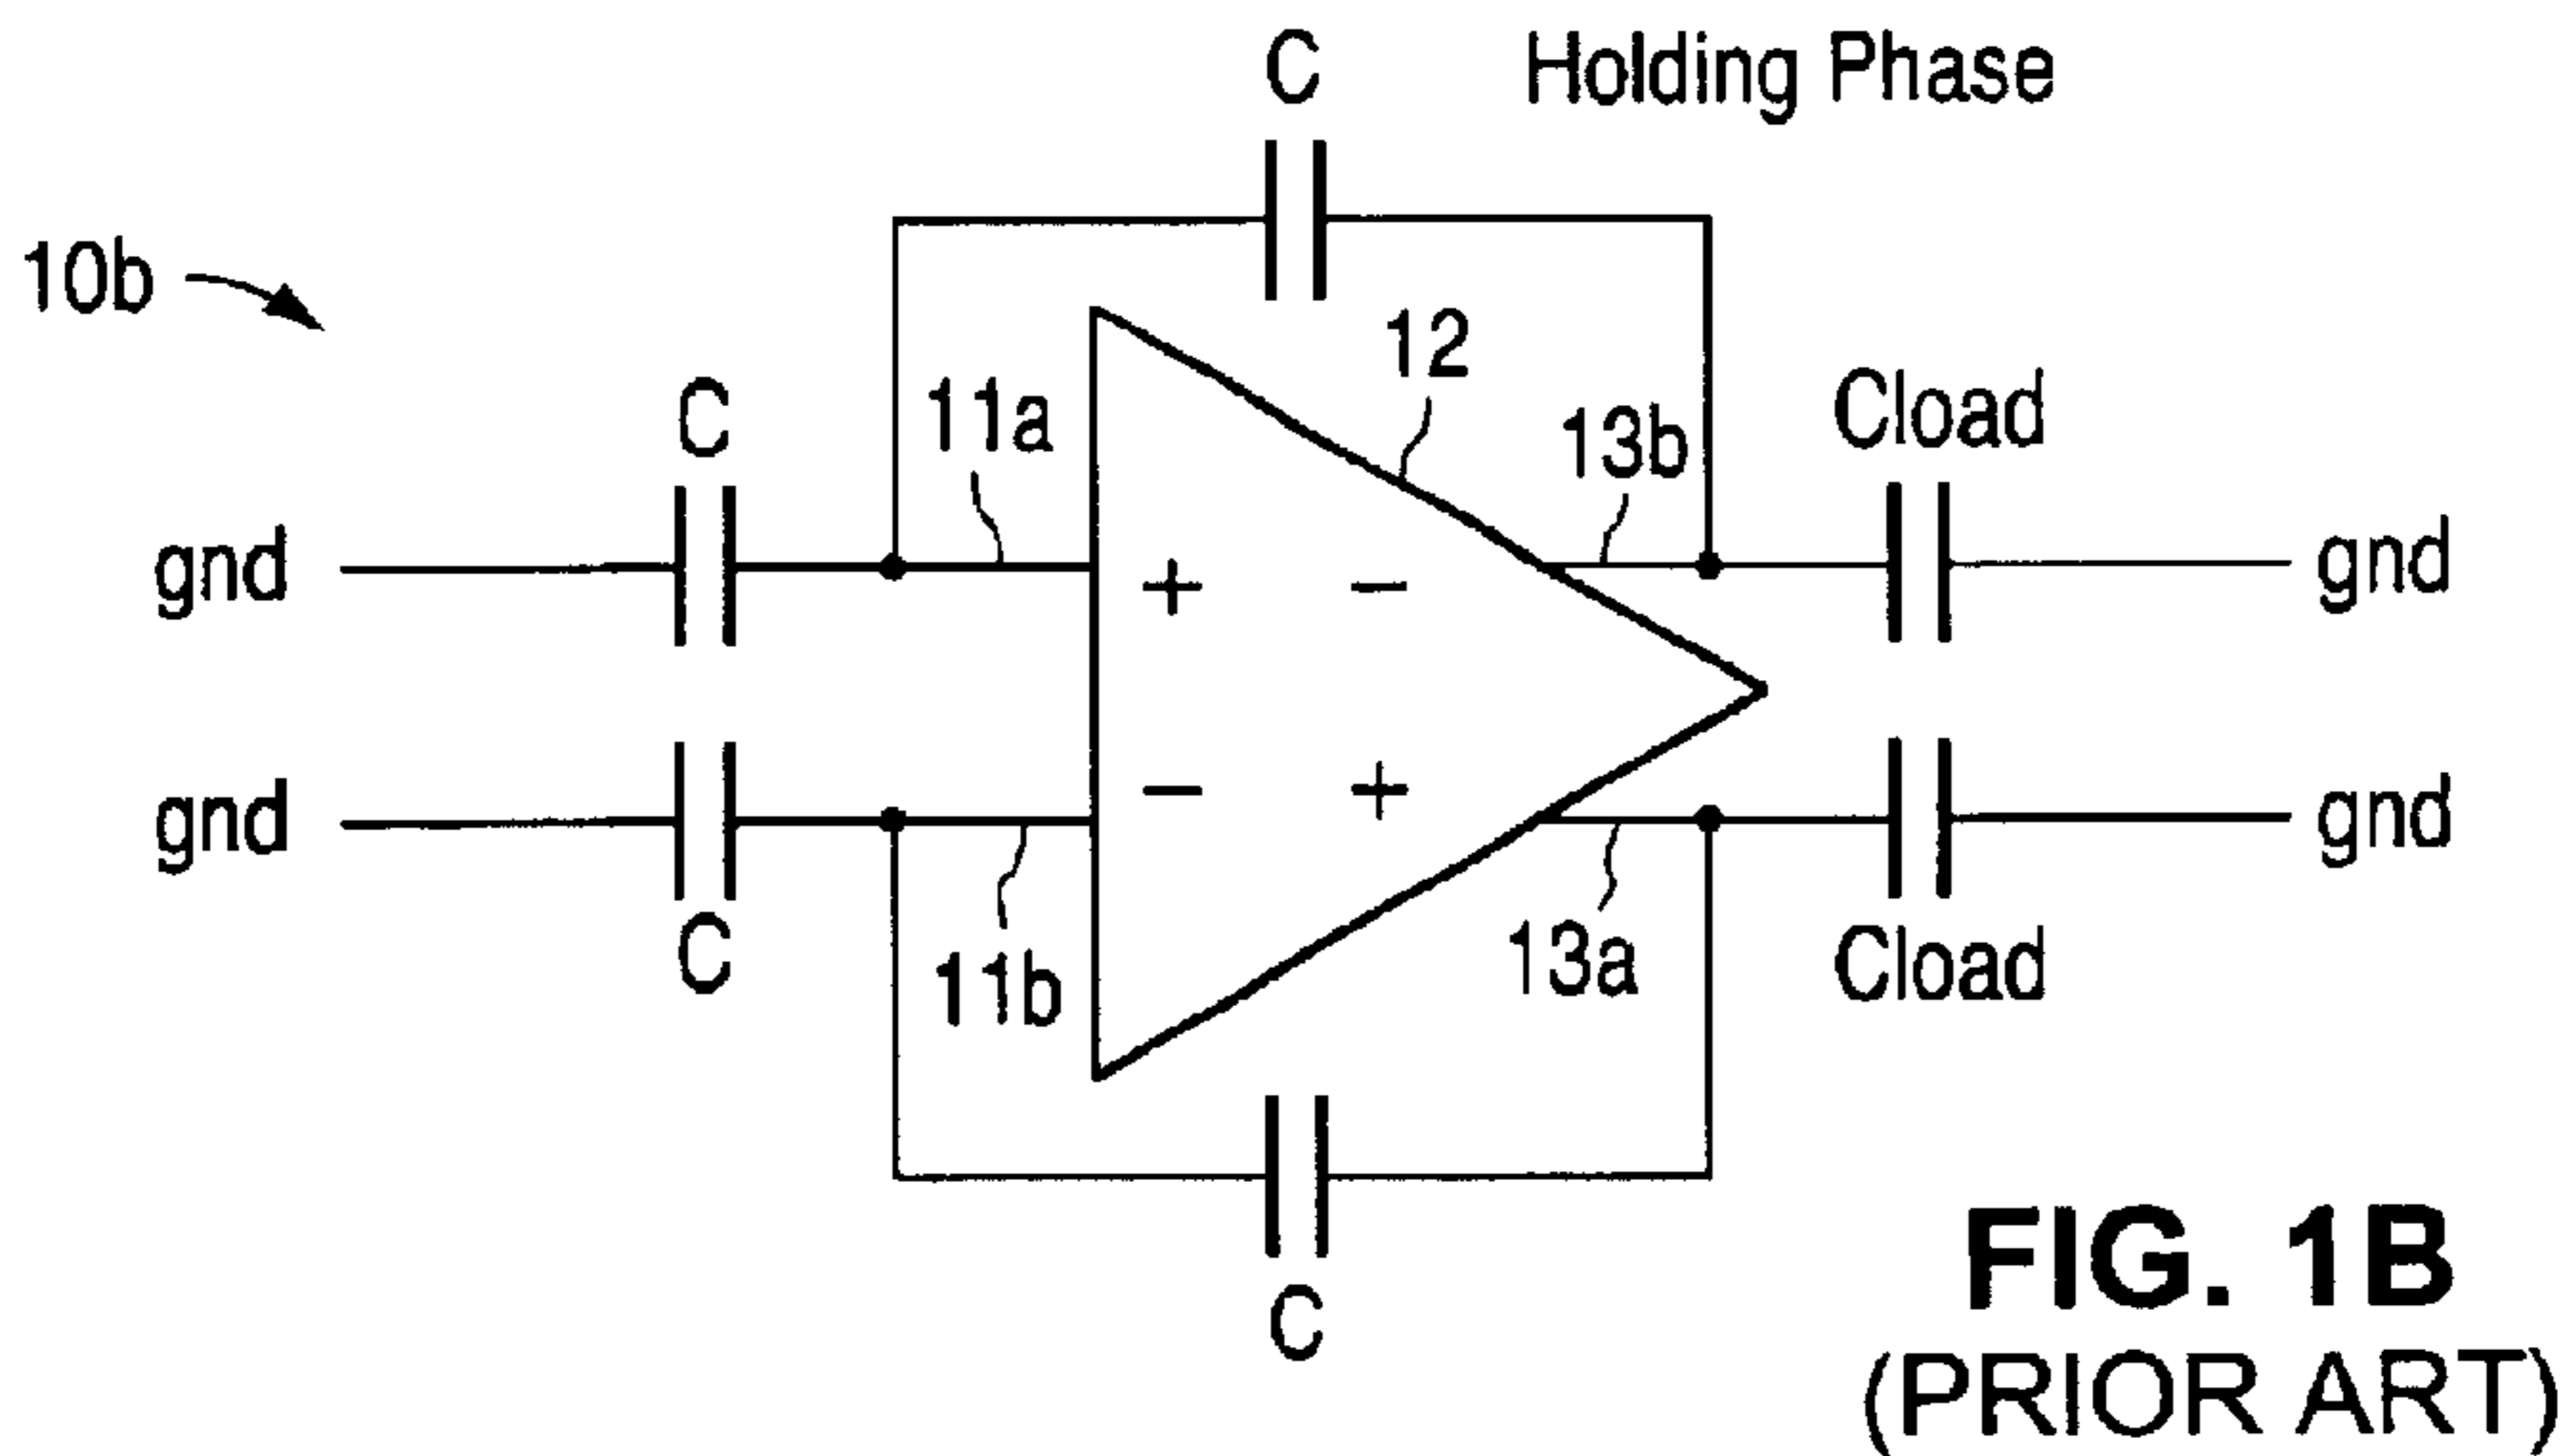 C
Holding Phase
10b
12
C
11a
13b
Cload
gnd
+
−
gnd
gnd
−
+
gnd
C
11b
13a
Cload
C
FIG. 1B
(PRIOR ART)